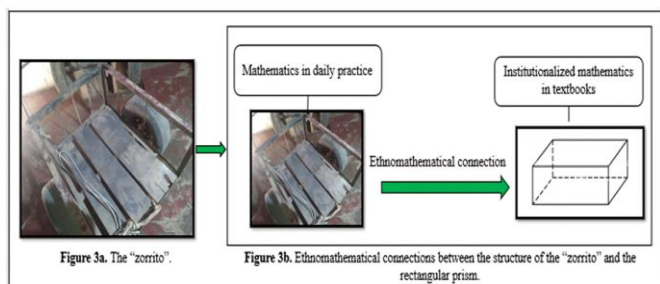 Mathematics in daily practice
Institutionalized mathematics
in textbooks
Ethnomathematical connection
Figure 3a. The “zorrito”.
Figure 3b. Ethnomathematical connections between the structure of the “zorrito” and the
rectangular prism.